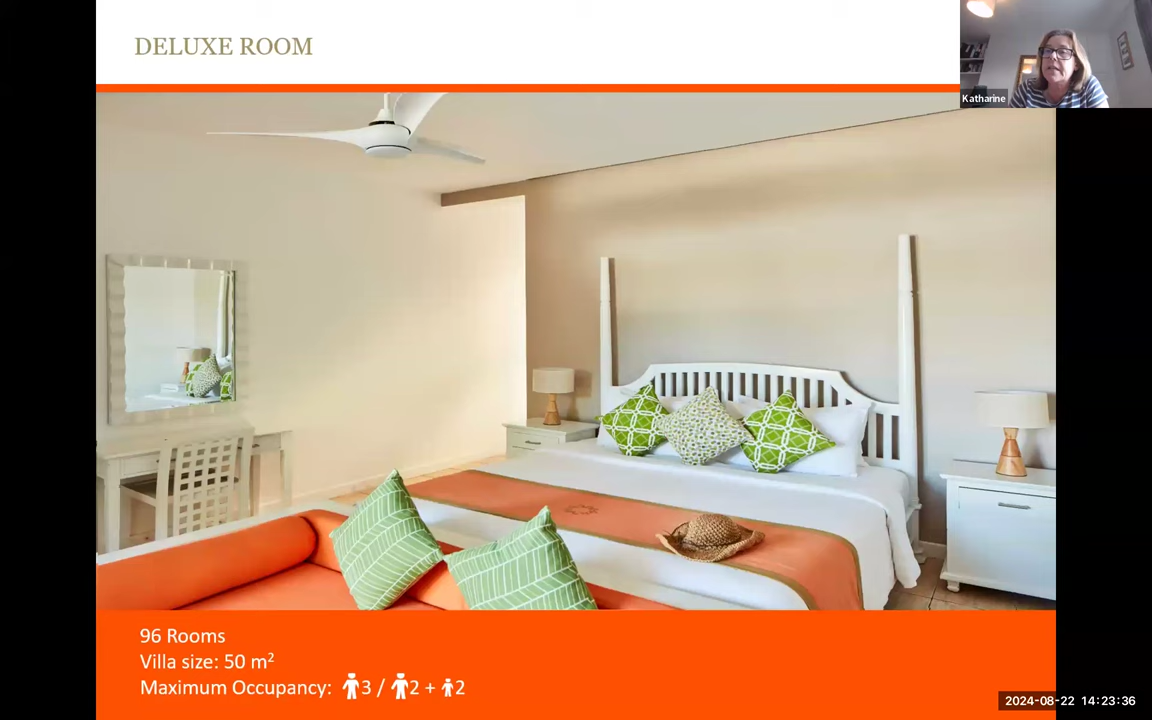 DELUXE ROOM
Katharine
96 Rooms
Villa size: 50 m²
Maximum Occupancy: 3 / 2 + 2
2024-08-22 14:23:36